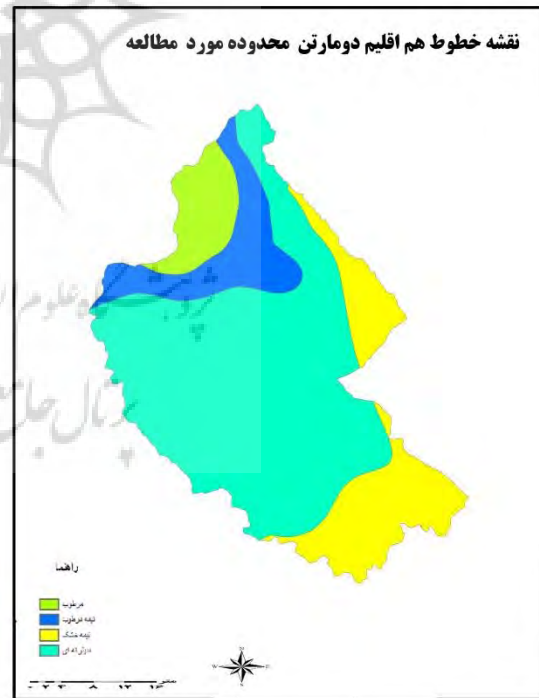 نقشه خطوط هم اقلیم دومارتن محدوده مورد مطالعه
راهنما
مرطوب
نیمه مرطوب
نیمه خشک
مدیترانه ای